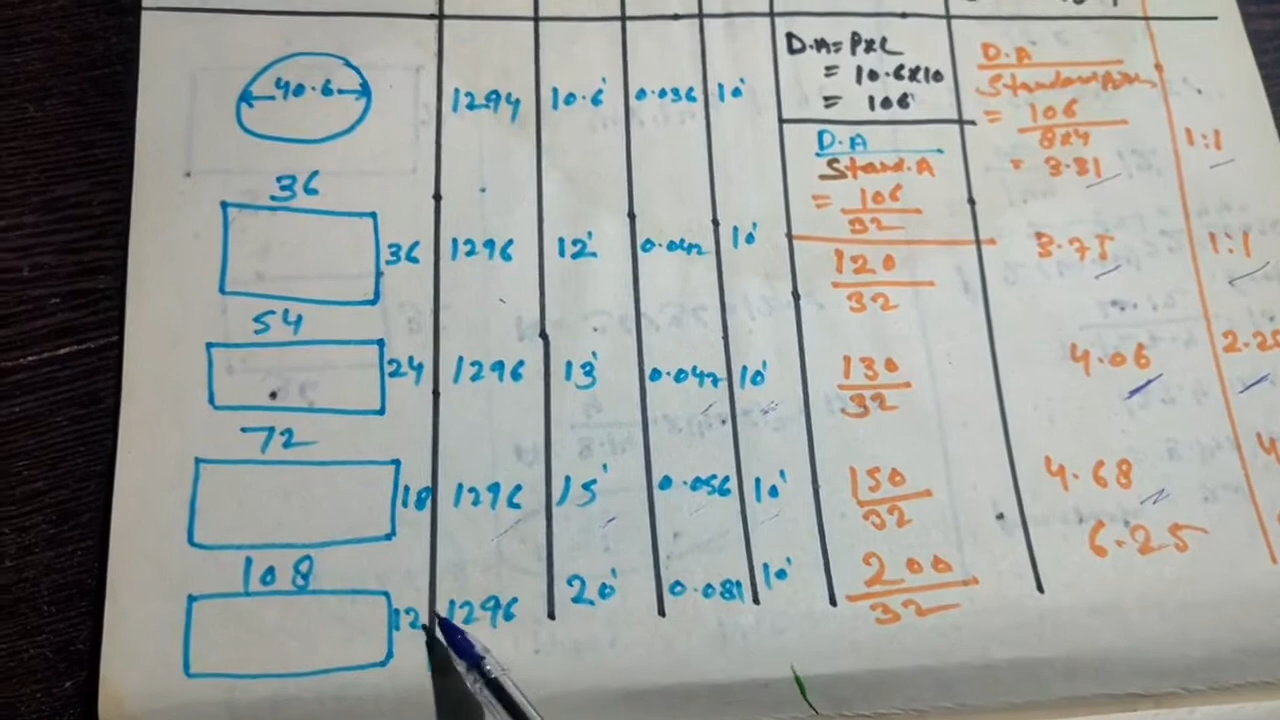 D.A = P×L
= 10.6×10
= 106'
D.A
Stand.A
= 106
32
D.A
= 106
8×4
= 3.31
1:1
40.6
1294 10.6' 0.036 10'
36
36 1296 12' 0.042 10'
120
32
3.75 1:1
54
24 1296 13' 0.047 10'
130
32
4.06 2.25
72
18 1296 15' 0.056 10'
150
32
4.68
108
12 1296 20' 0.081 10'
200
32
6.25